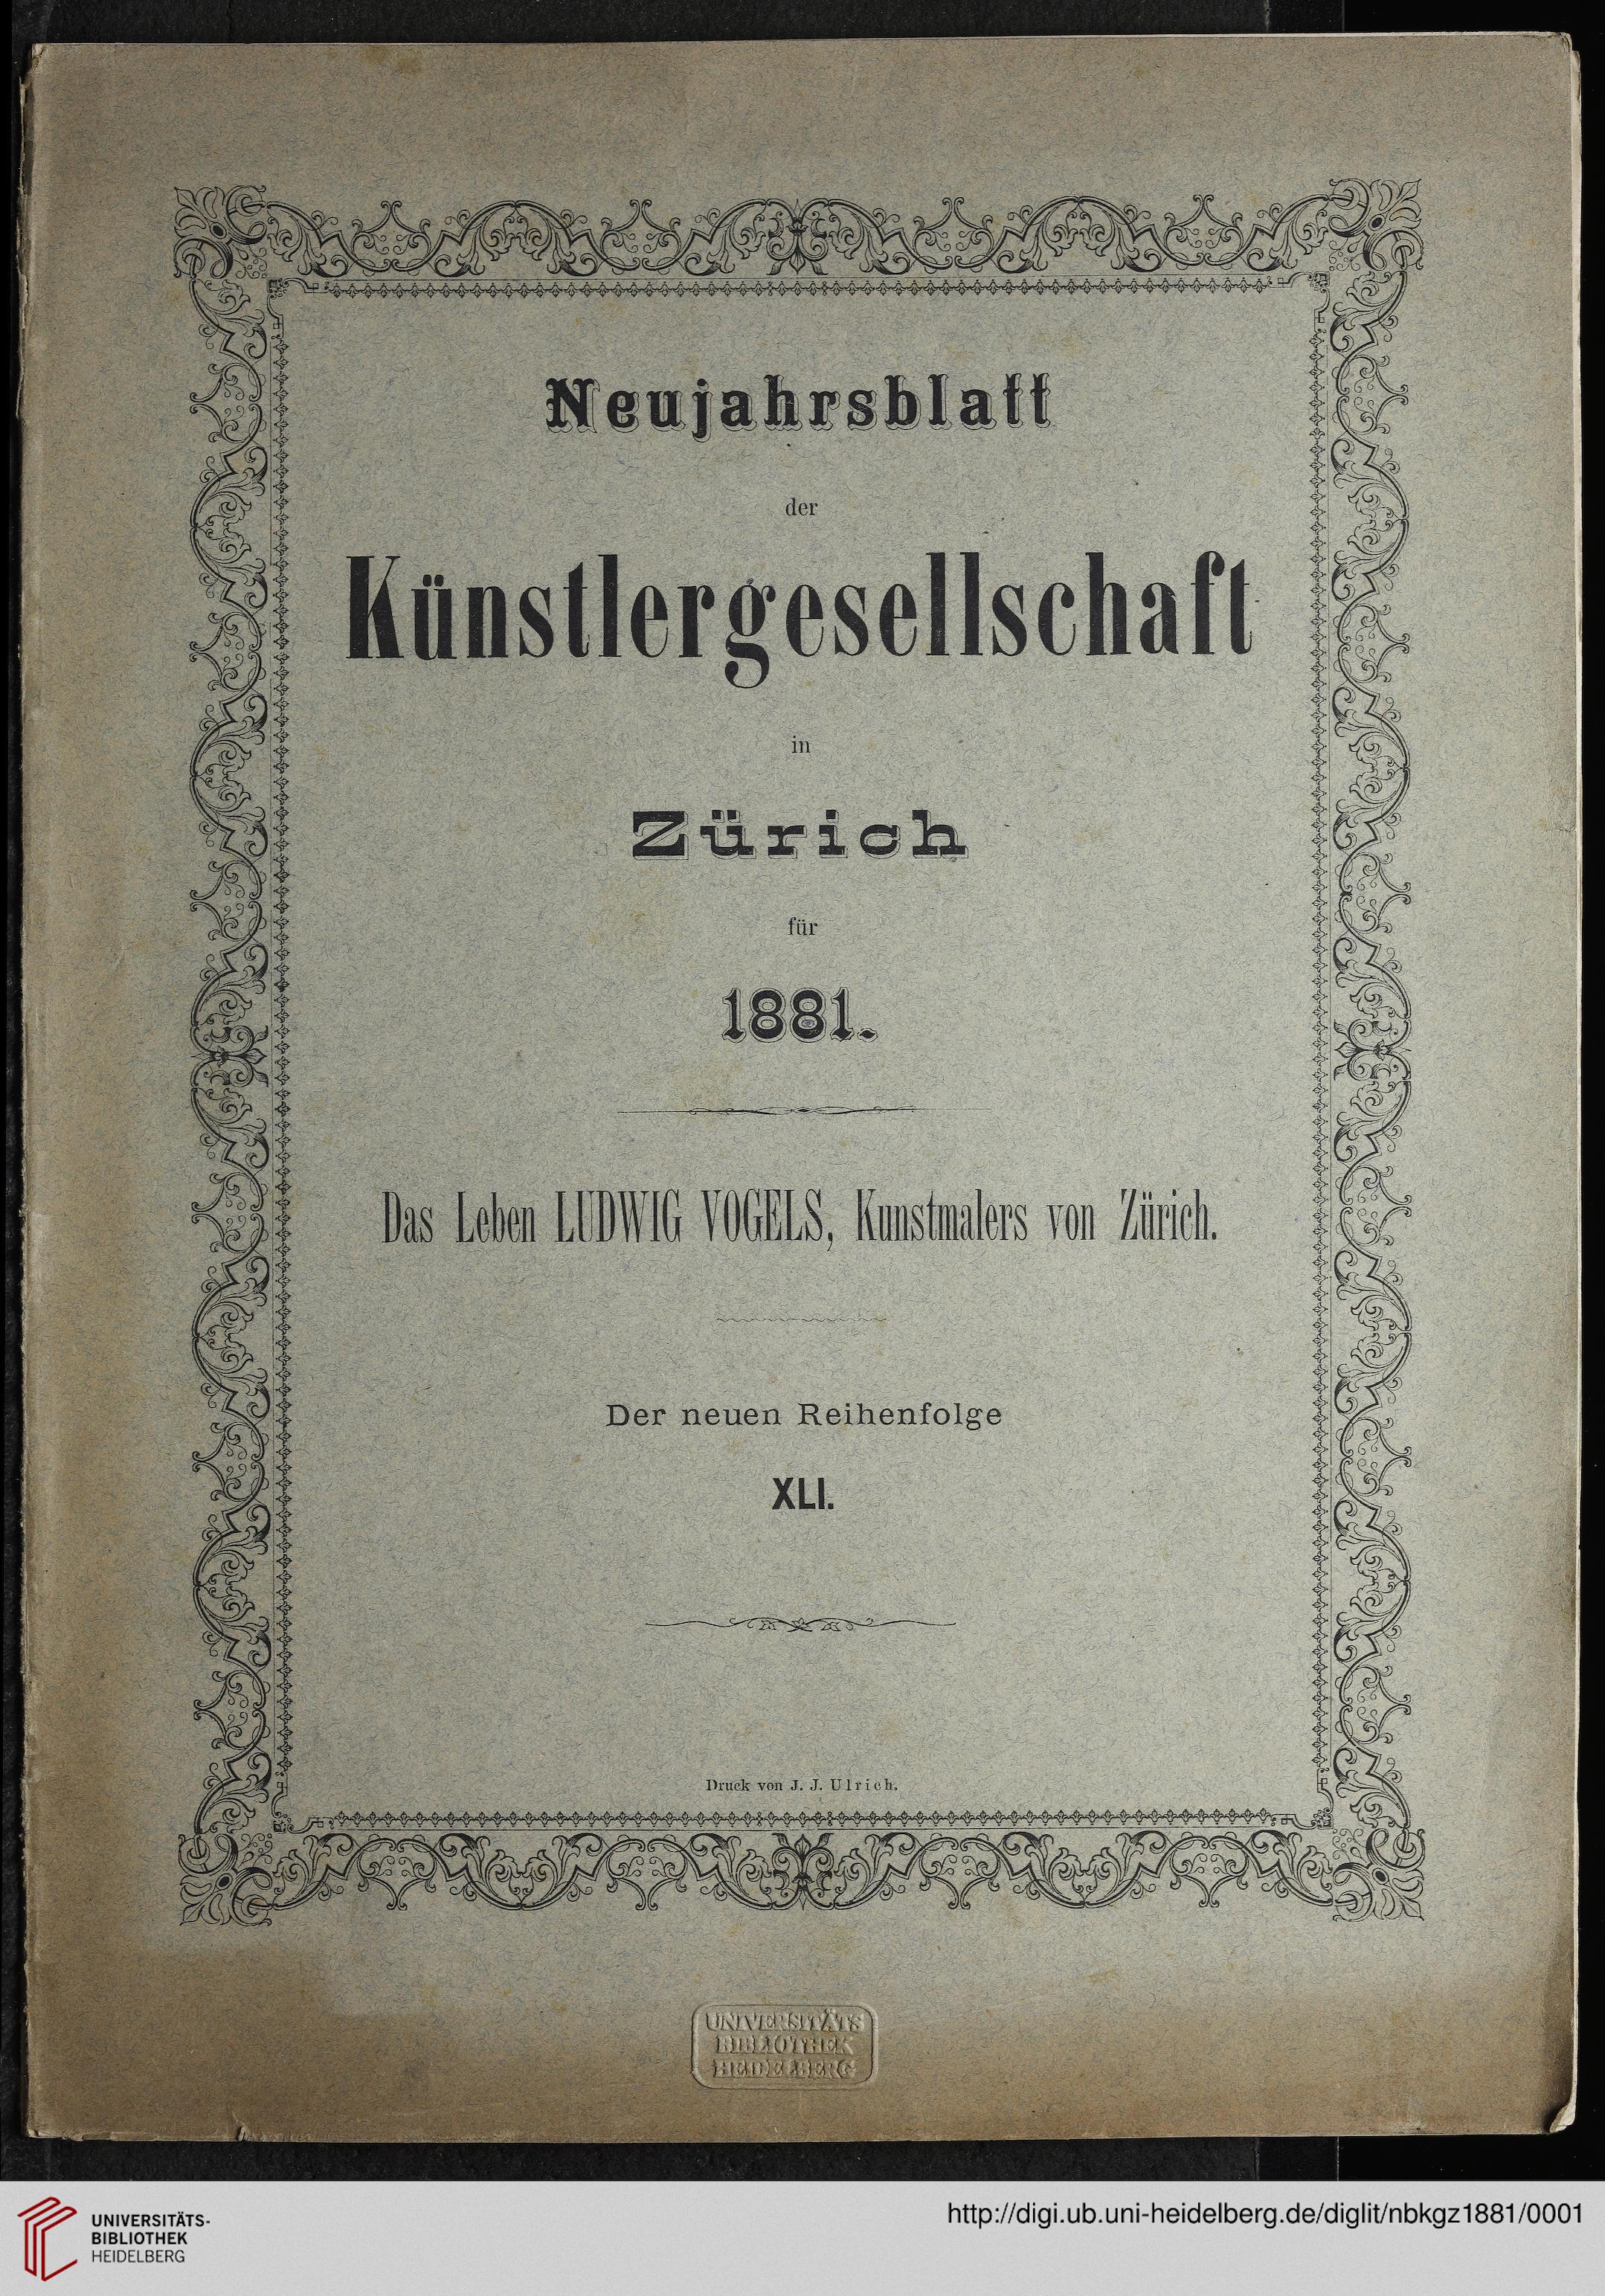 Neujahrsblatt
der
Künstlergesellschaft
in
Zürich
für
1881.
Das Leben LUDWIG VOGELS, Kunstmalers von Zürich.
Der neuen Reihenfolge
XLI.
Druck von J. J. Ulrich.
UNIVERSITÄTS
BIBLIOTHEK
HEIDELBERG
UNIVERSITÄTS-
BIBLIOTHEK
HEIDELBERG
http://digi.ub.uni-heidelberg.de/diglit/nbkgz1881/0001